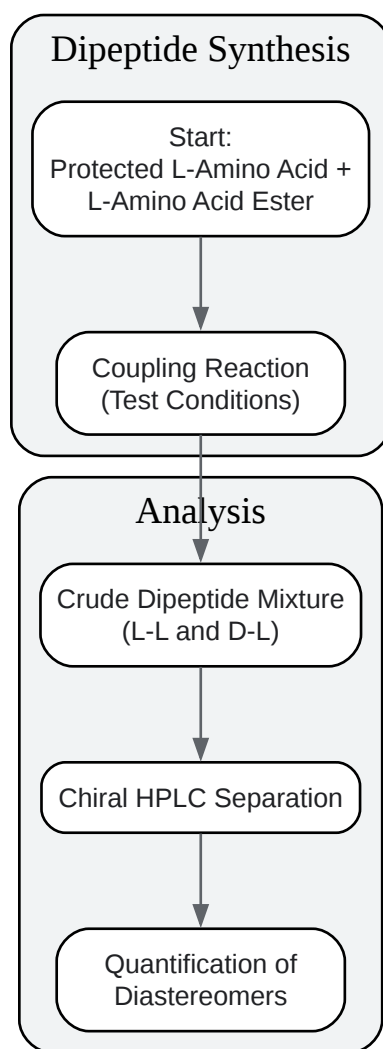 Dipeptide Synthesis
Start:
Protected L-Amino Acid +
L-Amino Acid Ester
Coupling Reaction
(Test Conditions)
Analysis
Crude Dipeptide Mixture
(L-L and D-L)
Chiral HPLC Separation
Quantification of
Diastereomers